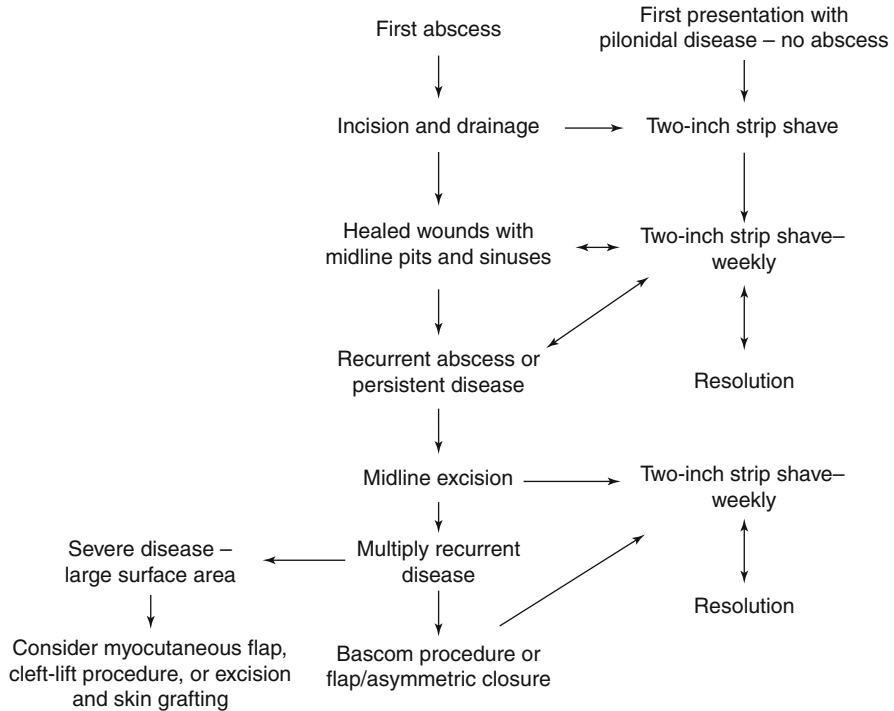 First abscess
First presentation with
pilonidal disease – no abscess
Incision and drainage
Two-inch strip shave
Healed wounds with
midline pits and sinuses
Two-inch strip shave–
weekly
Recurrent abscess or
persistent disease
Resolution
Midline excision
Two-inch strip shave–
weekly
Severe disease –
large surface area
Multiply recurrent
disease
Resolution
Consider myocutaneous flap,
cleft-lift procedure, or excision
and skin grafting
Bascom procedure or
flap/asymmetric closure